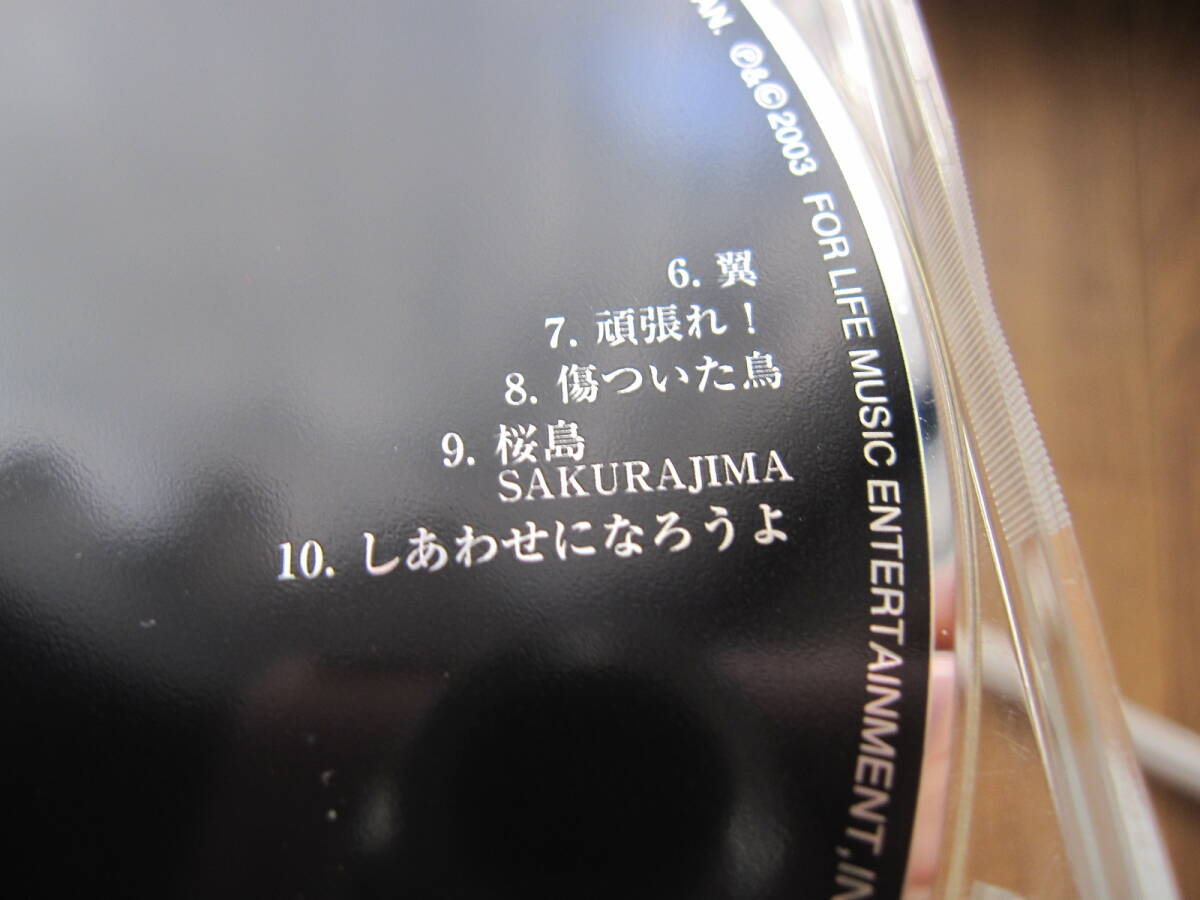 6. 翼
7. 頑張れ！
8. 傷ついた鳥
9. 桜島
SAKURAJIMA
10. しあわせになろうよ
AN. ℗&© 2003 FOR LIFE MUSIC ENTERTAINMENT, IN